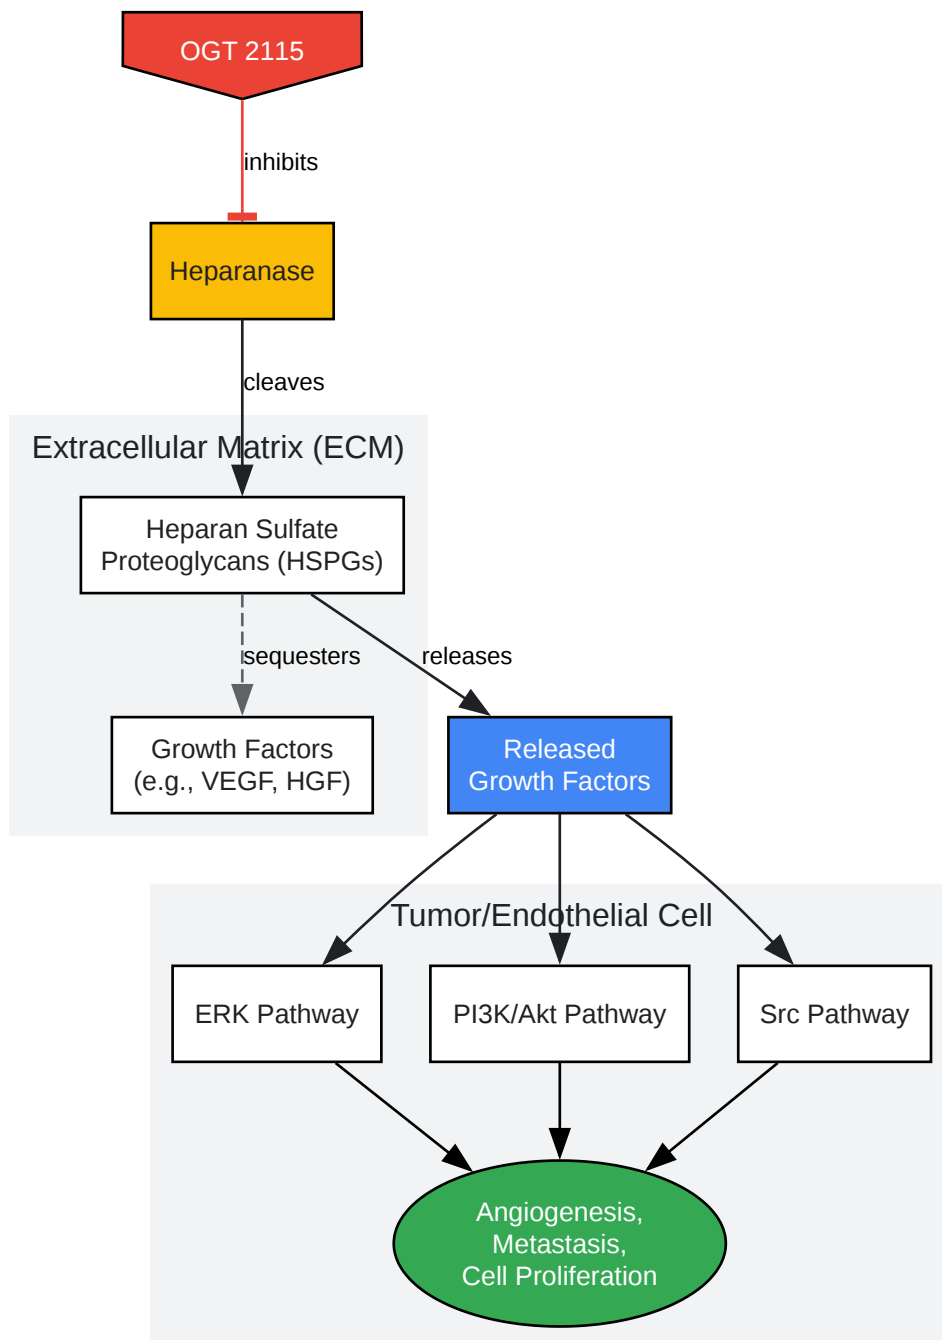 OGT 2115
inhibits
Heparanase
cleaves
Extracellular Matrix (ECM)
Heparan Sulfate
Proteoglycans (HSPGs)
sequesters
releases
Growth Factors
(e.g., VEGF, HGF)
Released
Growth Factors
Tumor/Endothelial Cell
ERK Pathway
PI3K/Akt Pathway
Src Pathway
Angiogenesis,
Metastasis,
Cell Proliferation